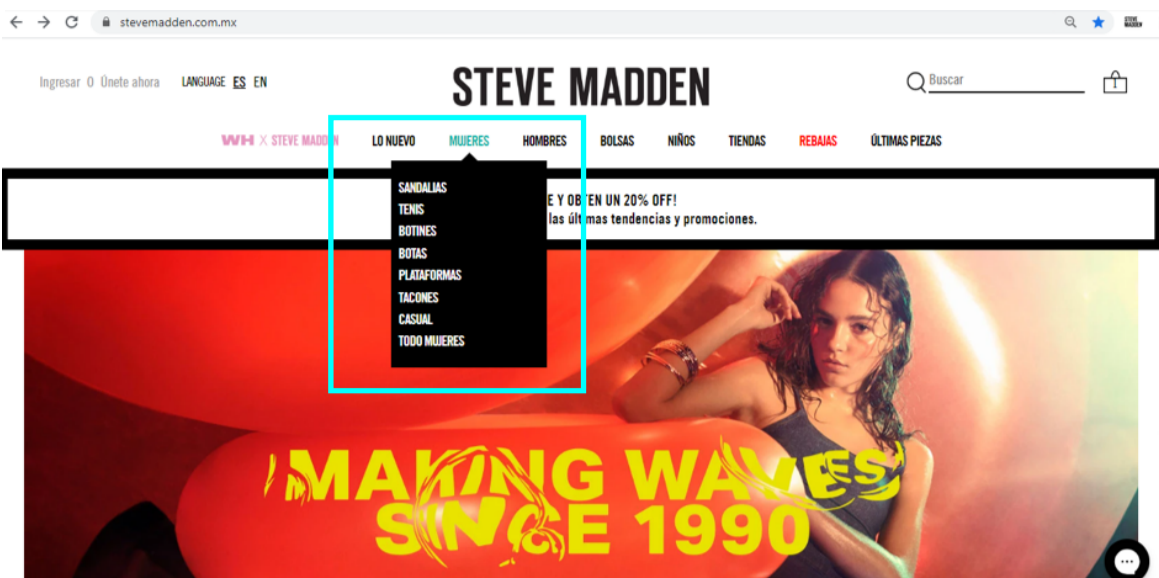 stevemadden.com.mx
STEVE MADDEN
Ingresar O Únete ahora LANGUAGE ES EN
STEVE MADDEN
Buscar
1
WH X STEVE MADDEN LO NUEVO MUJERES HOMBRES BOLSAS NIÑOS TIENDAS REBAJAS ÚLTIMAS PIEZAS
SANDALIAS
TENIS
BOTINES
BOTAS
PLATAFORMAS
TACONES
CASUAL
TODO MUJERES
E Y OBTEN UN 20% OFF!
las últimas tendencias y promociones.
MAKING WAVES
SINCE 1990